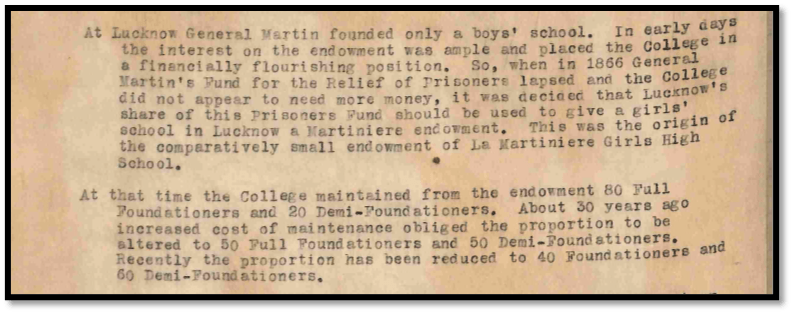 At Lucknow General Martin founded only a boys' school. In early days
the interest on the endowment was ample and placed the College in
a financially flourishing position. So, when in 1866 General
Martin's Fund for the Relief of Prisoners lapsed and the College
did not appear to need more money, it was decided that Lucknow's
share of this Prisoners Fund should be used to give a girls'
school in Lucknow a Martiniere endowment. This was the origin of
the comparatively small endowment of La Martiniere Girls High
School.
At that time the College maintained from the endowment 80 Full
Foundationers and 20 Demi-Foundationers. About 30 years ago
increased cost of maintenance obliged the proportion to be
altered to 50 Full Foundationers and 50 Demi-Foundationers.
Recently the proportion has been reduced to 40 Foundationers and
60 Demi-Foundationers.